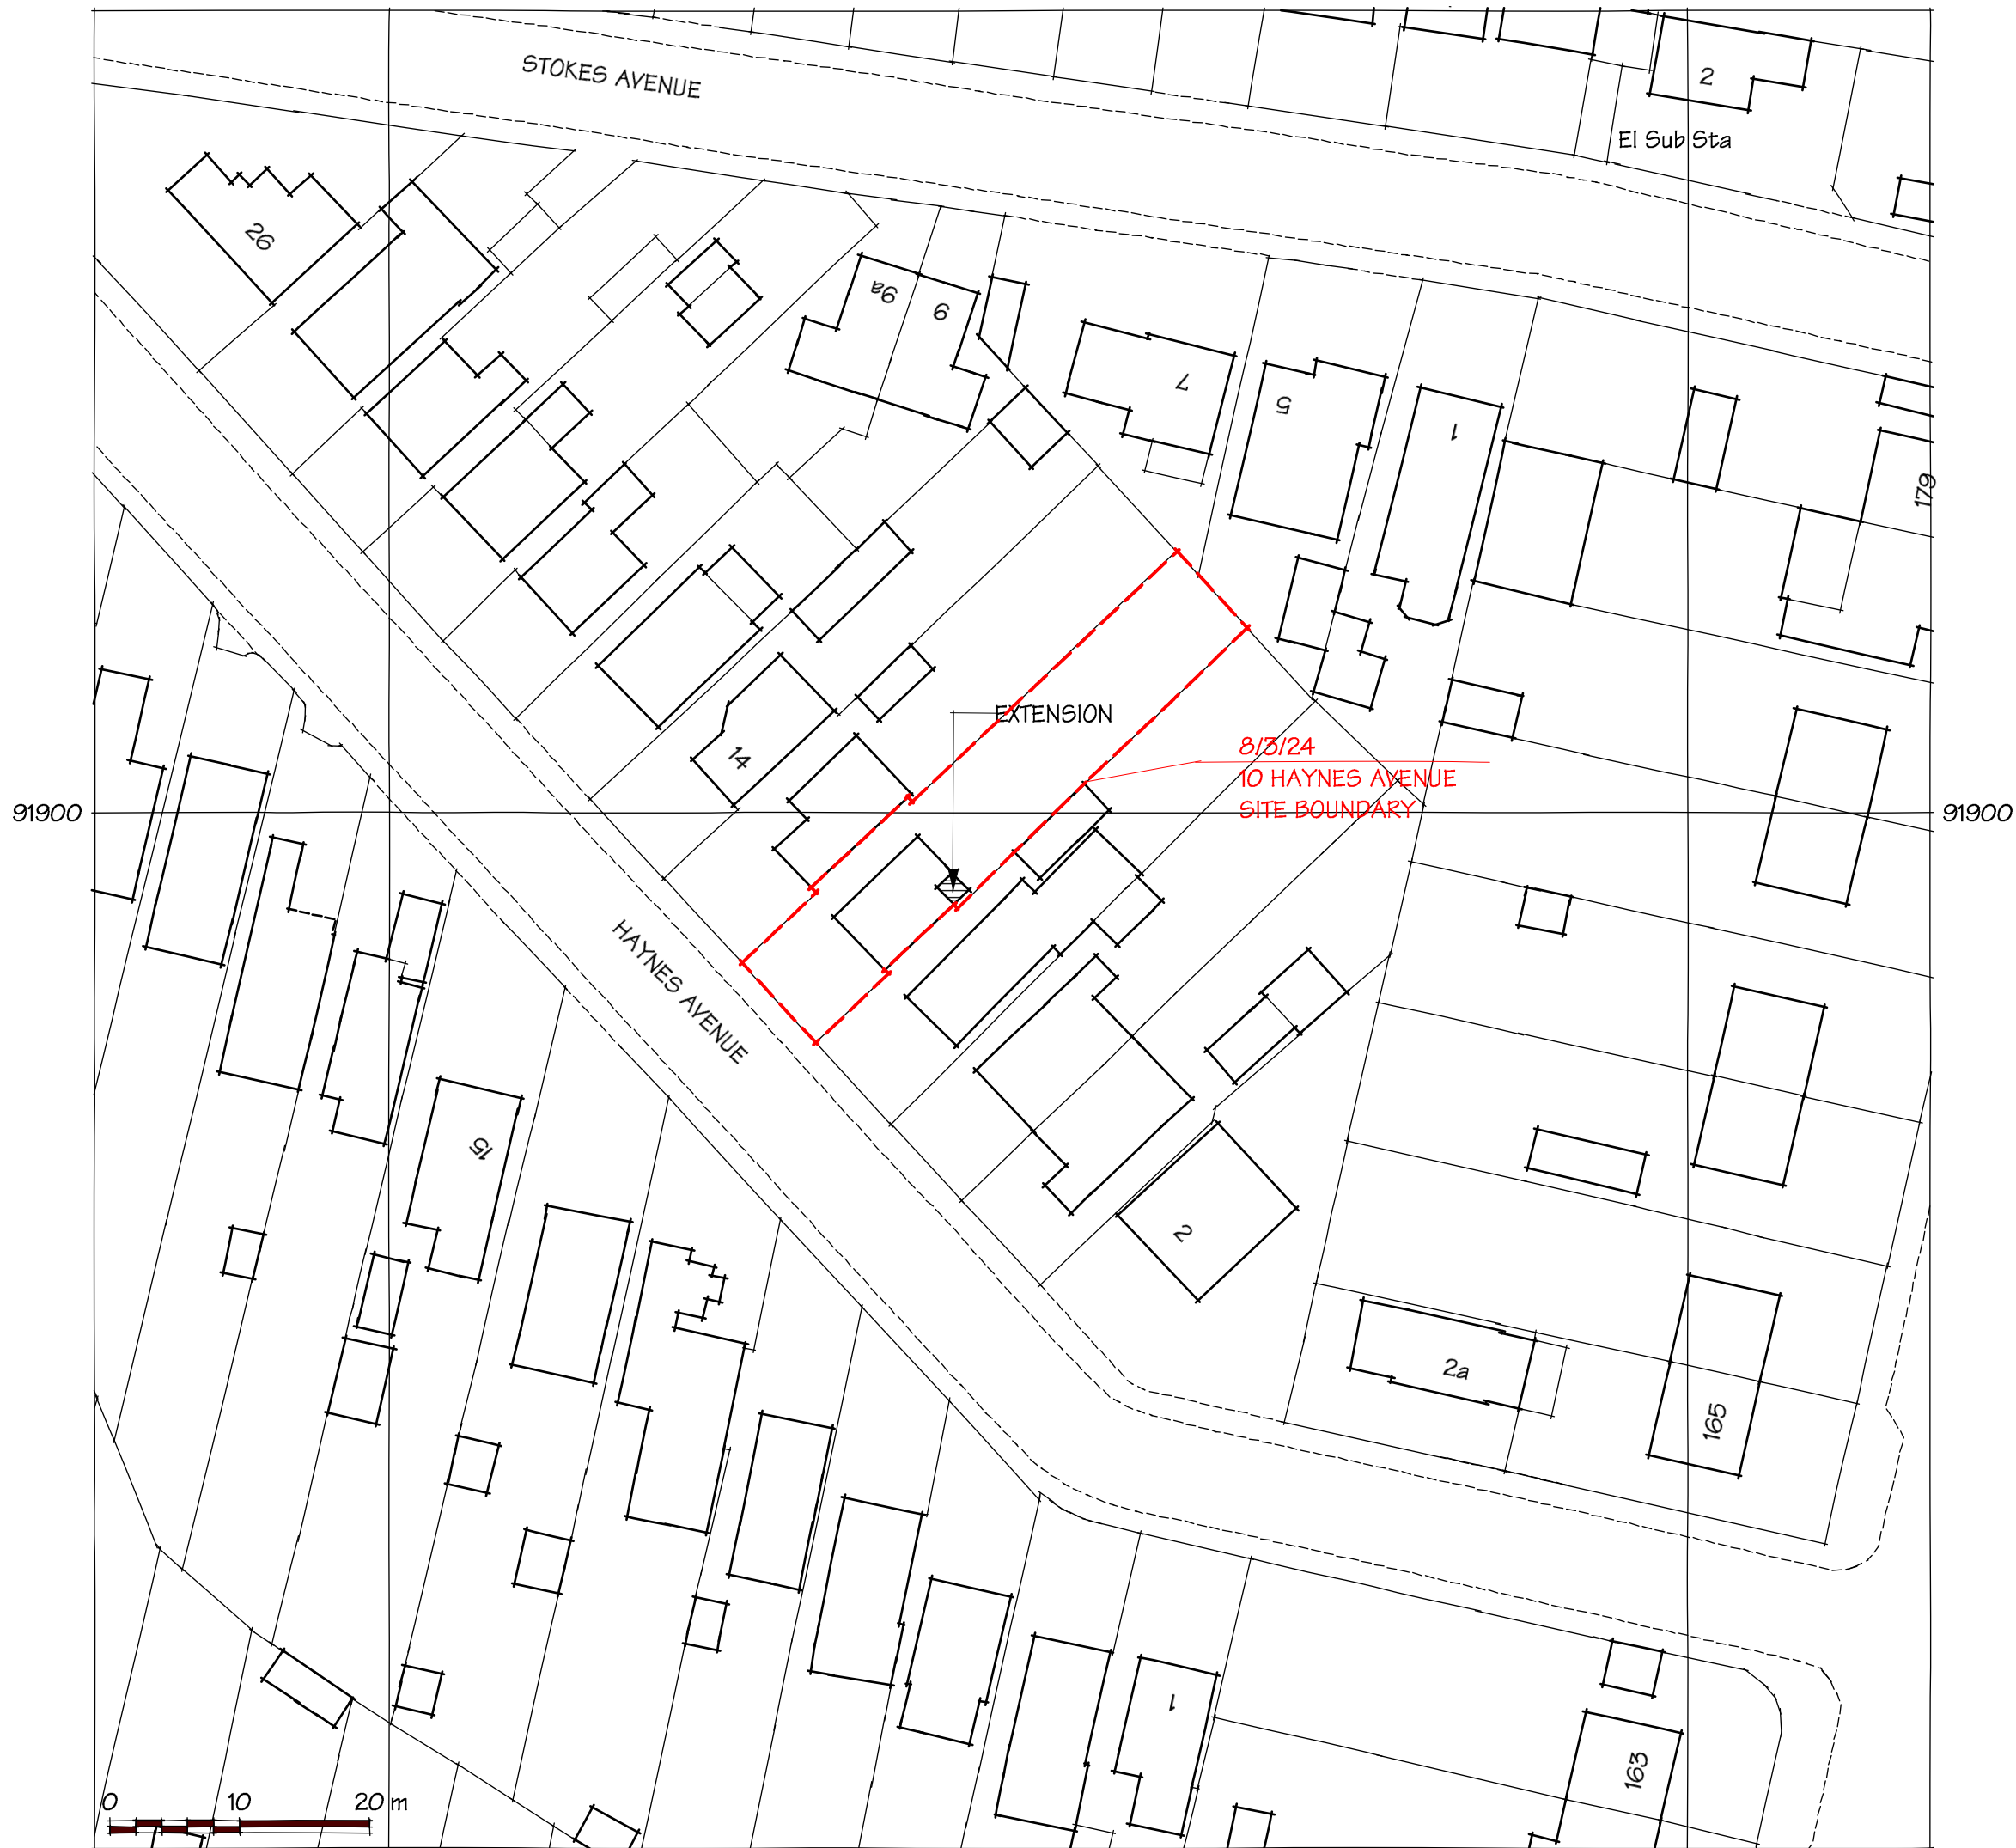 STOKES AVENUE
2
El Sub Sta
26
9a
9
7
5
1
179
EXTENSION
14
8/3/24
10 HAYNES AVENUE
SITE BOUNDARY
91900
91900
HAYNES AVENUE
15
2
2a
165
1
163
0 10 20 m